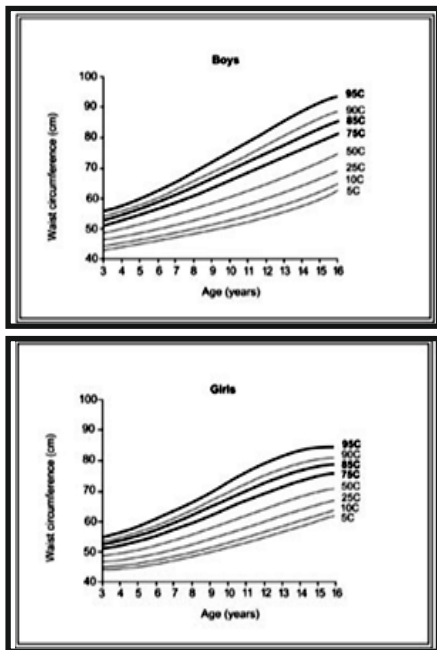 Boys
Waist circumference (cm)
100
90
80
70
60
50
40
95C
90C
85C
75C
50C
25C
10C
5C
3 4 5 6 7 8 9 10 11 12 13 14 15 16
Age (years)
Girls
Waist circumference (cm)
100
90
80
70
60
50
40
95C
90C
85C
75C
50C
25C
10C
5C
3 4 5 6 7 8 9 10 11 12 13 14 15 16
Age (years)